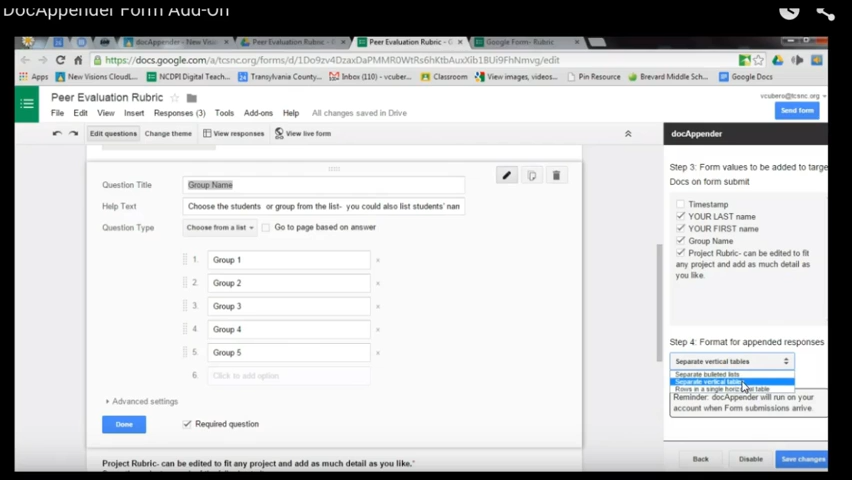 DocAppender Form Add-On
docAppender - New Visi
Peer Evaluation Rubric -
Peer Evaluation Rubric - G
Google Form- Rubric
https://docs.google.com/a/tcsnc.org/forms/d/
/edit
Apps
New Visions CloudL...
NCDPI Digital Teach...
Transylvania County...
Inbox (110) - vcuber...
Classroom
View images, videos...
Pin Resource
Brevard Middle Sch...
Google Docs
Peer Evaluation Rubric
vcubero@tcsnc.org
File Edit View Insert Responses (3) Tools Add-ons Help All changes saved in Drive
Send form
Edit questions Change theme View responses View live form
docAppender
Question Title Group Name
Help Text Choose the students or group from the list- you could also list students' nam
Question Type Choose from a list Go to page based on answer
1. Group 1
2. Group 2
3. Group 3
4. Group 4
5. Group 5
6. Click to add option
Advanced settings
Done Required question
Project Rubric- can be edited to fit any project and add as much detail as you like.*
Step 3: Form values to be added to targe
Docs on form submit
Timestamp
YOUR LAST name
YOUR FIRST name
Group Name
Project Rubric- can be edited to fit
any project and add as much detail as
you like.
Step 4: Format for appended responses
Separate vertical tables
Separate bulleted lists
Separate vertical tables
Rows in a single horizontal table
Reminder: docAppender will run on your
account when Form submissions arrive.
Back Disable Save changes